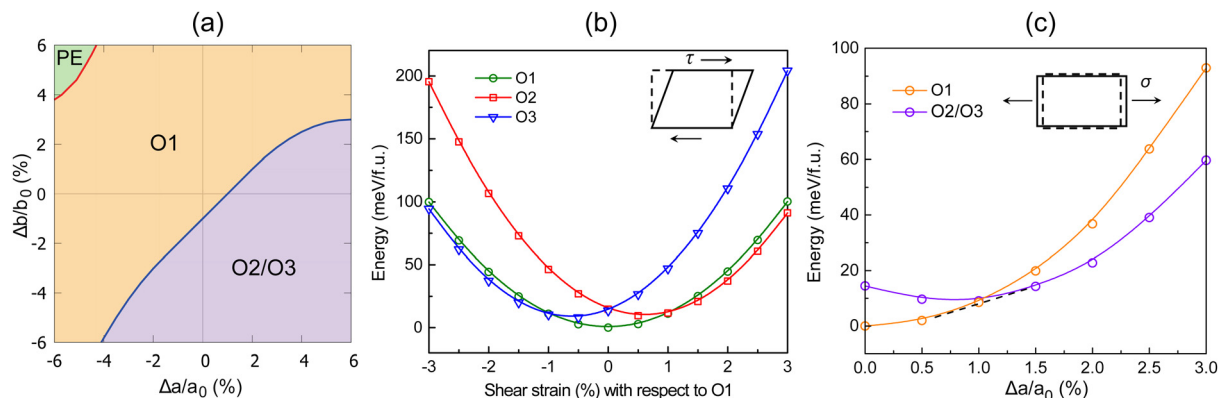 (a)
6
4
2
0
-2
-4
-6
-6
-4
-2
0
2
4
6
Δb/b0 (%)
Δa/a0 (%)
PE
O1
O2/O3
(b)
200
150
100
50
0
-3
-2
-1
0
1
2
3
Energy (meV/f.u.)
Shear strain (%) with respect to O1
O1
O2
O3
τ
(c)
100
80
60
40
20
0
0.0
0.5
1.0
1.5
2.0
2.5
3.0
Energy (meV/f.u.)
Δa/a0 (%)
O1
O2/O3
σ